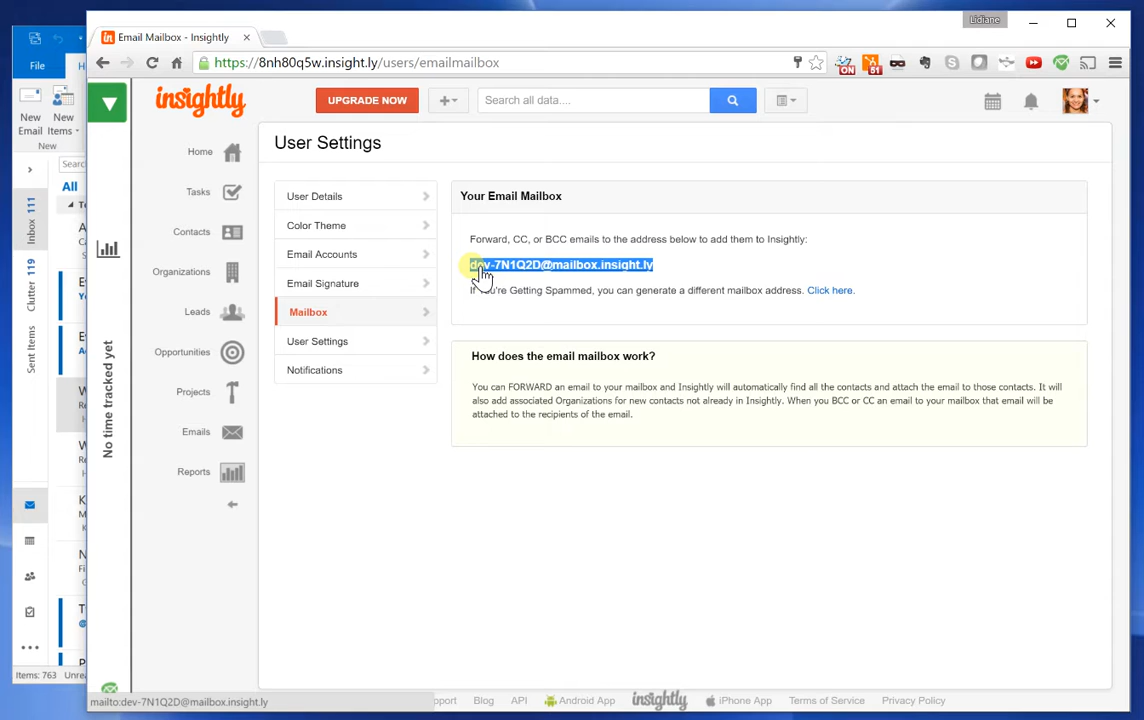 Lidiane
Email Mailbox - Insightly
File
https://8nh80q5w.insight.ly/users/emailmailbox
ON
51
New Email
New Items
New
insightly
UPGRADE NOW
Search all data....
Sear
All
User Settings
Home
Tasks
Contacts
Organizations
Leads
Opportunities
Projects
Emails
Reports
User Details
Color Theme
Email Accounts
Email Signature
Mailbox
User Settings
Notifications
Your Email Mailbox
Forward, CC, or BCC emails to the address below to add them to Insightly:
dev-7N1Q2D@mailbox.insight.ly
If You're Getting Spammed, you can generate a different mailbox address. Click here.
How does the email mailbox work?
You can FORWARD an email to your mailbox and Insightly will automatically find all the contacts and attach the email to those contacts. It will
also add associated Organizations for new contacts not already in Insightly. When you BCC or CC an email to your mailbox that email will be
attached to the recipients of the email.
Inbox 111
Clutter 119
Sent Items
No time tracked yet
Items: 763
Unrea
mailto:dev-7N1Q2D@mailbox.insight.ly
pport
Blog
API
Android App
insightly
iPhone App
Terms of Service
Privacy Policy